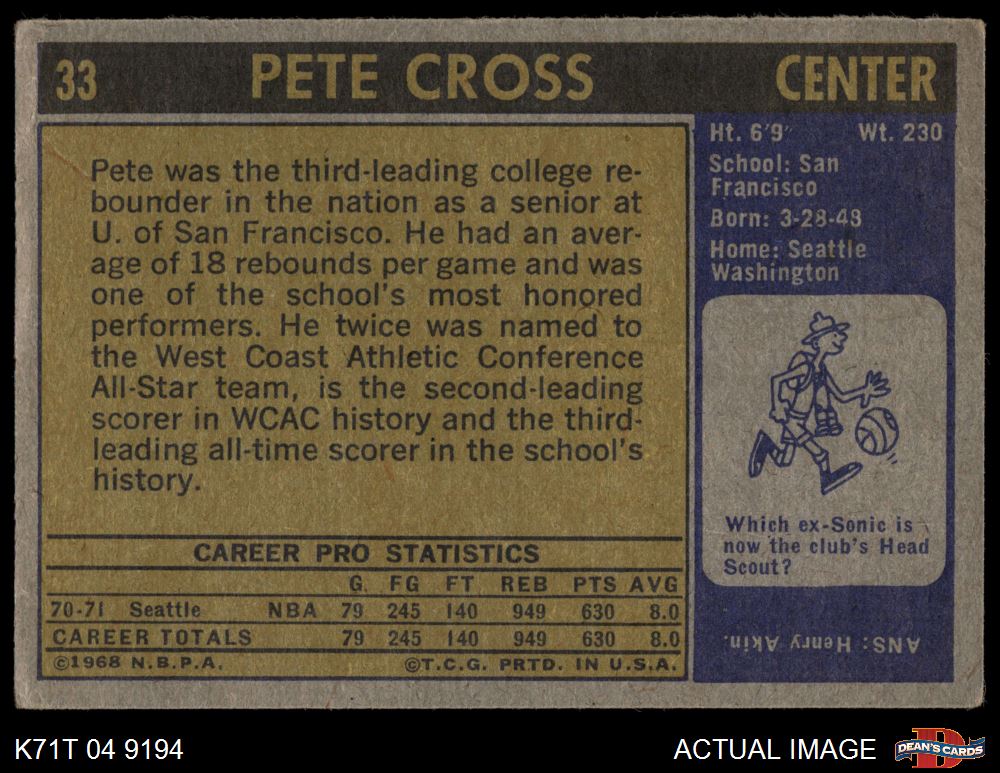 33 PETE CROSS CENTER
Pete was the third-leading college re-
bounder in the nation as a senior at
U. of San Francisco. He had an aver-
age of 18 rebounds per game and was
one of the school's most honored
performers. He twice was named to
the West Coast Athletic Conference
All-Star team, is the second-leading
scorer in WCAC history and the third-
leading all-time scorer in the school's
history.
CAREER PRO STATISTICS
G. FG FT REB PTS AVG
70-71 Seattle NBA 79 245 140 949 630 8.0
CAREER TOTALS 79 245 140 949 630 8.0
©1968 N.B.P.A. ©T.C.G. PRTD. IN U.S.A.
Ht. 6'9" Wt. 230
School: San
Francisco
Born: 3-28-48
Home: Seattle
Washington
Which ex-Sonic is
now the club's Head
Scout?
ANS: Henry Akin.
K71T 04 9194
ACTUAL IMAGE
D
DEAN'S CARDS